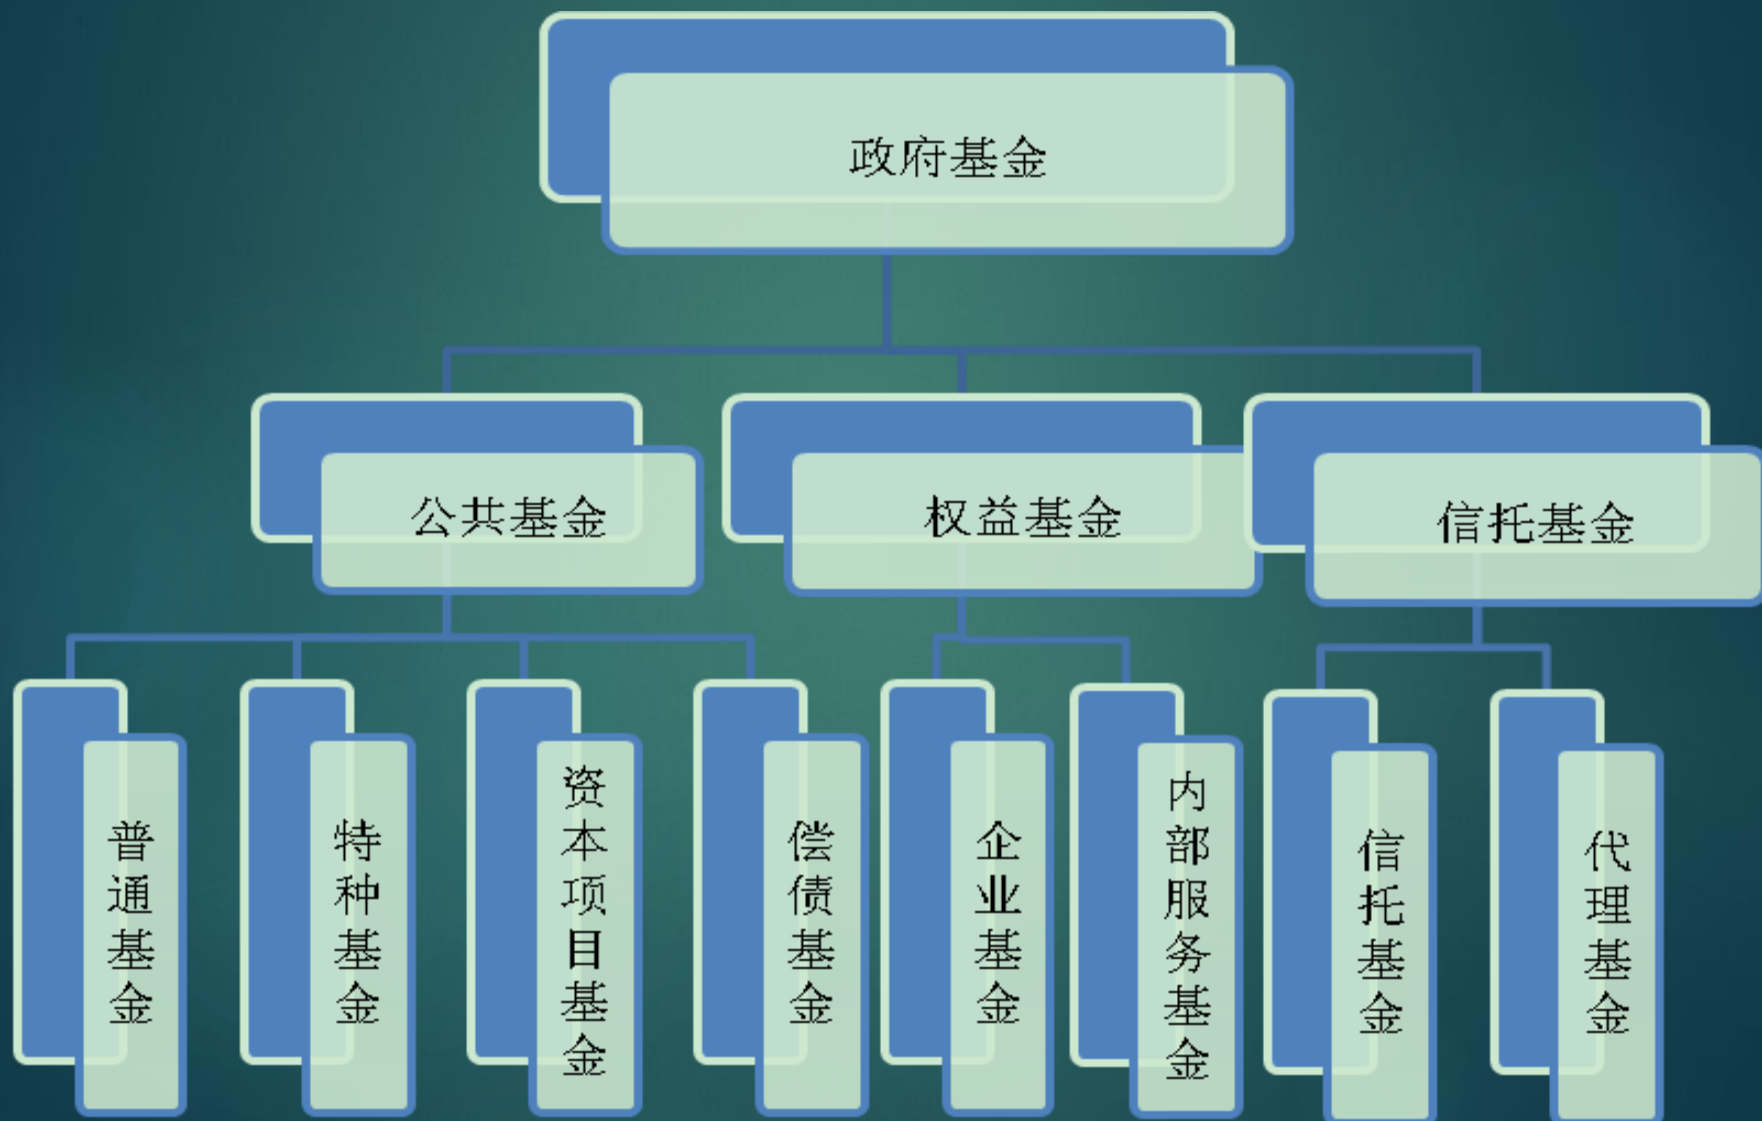 政府基金
公共基金
权益基金
信托基金
普通基金
特种基金
资本项目基金
偿债基金
企业基金
内部服务基金
信托基金
代理基金